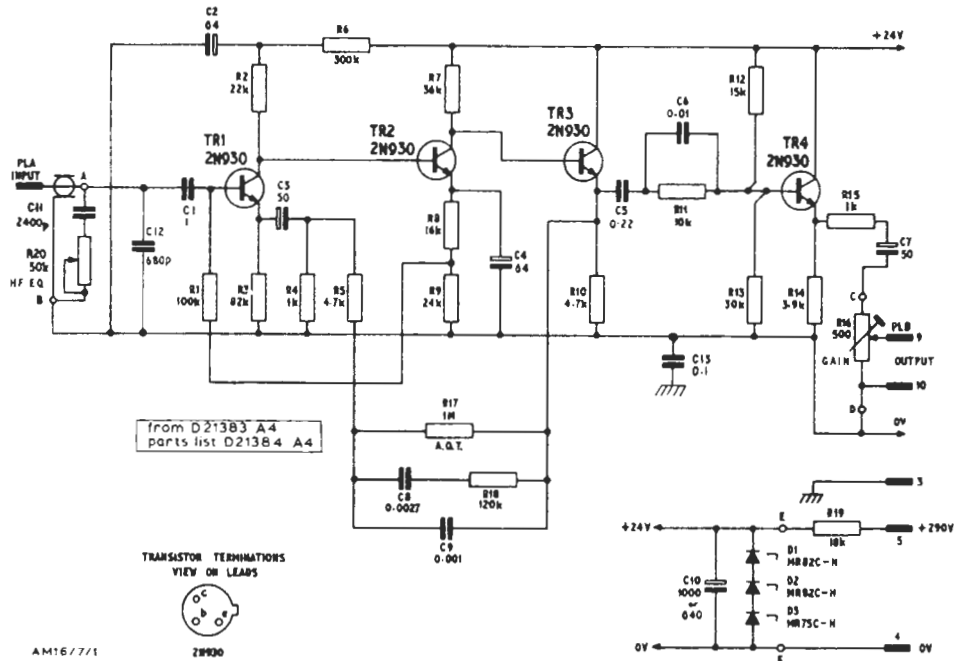 C2
64
R6
300k
+24V
R2
22k
R7
36k
R12
15k
C6
0·01
TR1
2N930
TR2
2N930
TR3
2N930
TR4
2N930
PLA
INPUT
A
C11
2400p
C1
1
C3
50
C5
0·22
R11
10k
R15
1k
C7
50
C12
680p
R20
50k
HF EQ
B
R8
16k
C4
64
R1
100k
R3
82k
R4
1k
R5
4·7k
R9
24k
R10
4·7k
R13
30k
R14
3·9k
C
R16
500
GAIN
PLB
9
OUTPUT
10
D
0V
C13
0·1
R17
1M
A.O.T.
from D21383 A4
parts list D21384 A4
C8
0·0027
R18
120k
C9
0·001
3
+24V
E
R19
18k
+290V
5
D1
MR82C-H
D2
MR82C-H
D3
MR75C-H
C10
1000
or
640
0V
F
4
0V
TRANSISTOR TERMINATIONS
VIEW ON LEADS
c
b
e
2N930
AM16/7/1